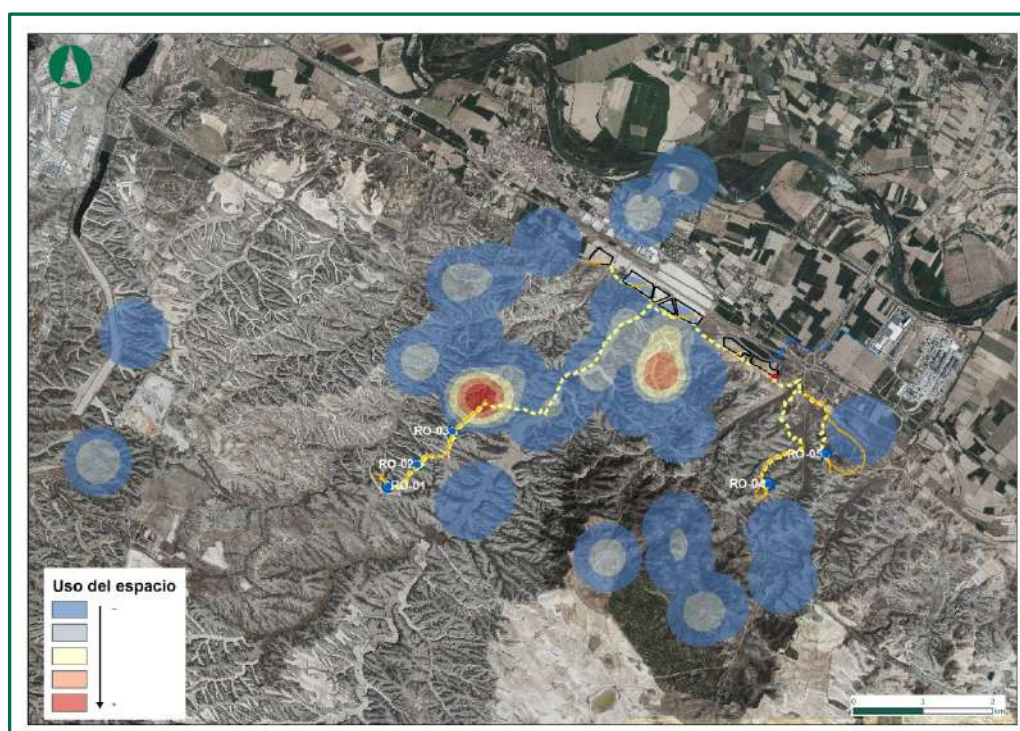 RO-03
RO-02
RO-01
RO-05
RO-04
Uso del espacio
-
+
0 1 2
km